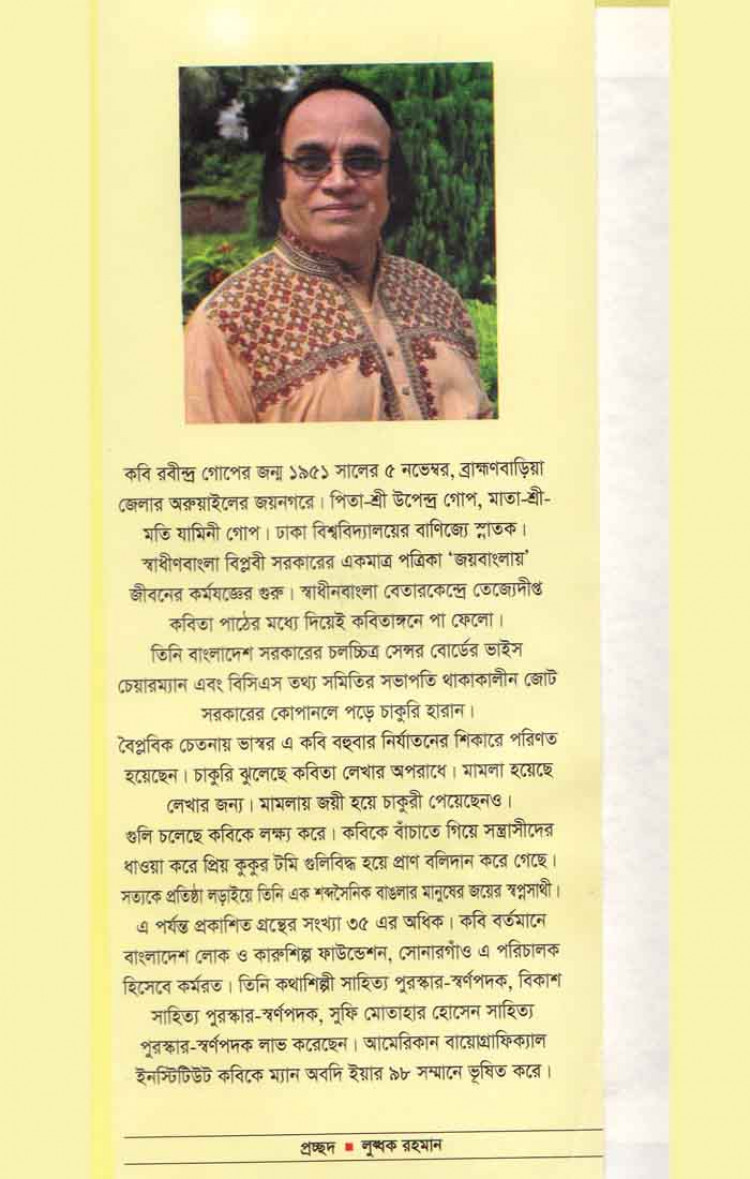 কবি রবীন্দ্র গোপের জন্ম ১৯৫১ সালের ৫ নভেম্বর, ব্রাহ্মণবাড়িয়া
জেলার অরুয়াইলের জয়নগরে। পিতা-শ্রী উপেন্দ্র গোপ, মাতা-শ্রী-
মতি যামিনী গোপ। ঢাকা বিশ্ববিদ্যালয়ের বাণিজ্যে স্নাতক।
স্বাধীণবাংলা বিপ্লবী সরকারের একমাত্র পত্রিকা ‘জয়বাংলায়’
জীবনের কর্মযজ্ঞের শুরু। স্বাধীনবাংলা বেতারকেন্দ্রে তেজ্যেদীপ্ত
কবিতা পাঠের মধ্যে দিয়েই কবিতাঙ্গনে পা ফেলো।
তিনি বাংলাদেশ সরকারের চলচ্চিত্র সেন্সর বোর্ডের ভাইস
চেয়ারম্যান এবং বিসিএস তথ্য সমিতির সভাপতি থাকাকালীন জোট
সরকারের কোপানলে পড়ে চাকুরি হারান।
বৈপ্লবিক চেতনায় ভাস্বর এ কবি বহুবার নির্যাতনের শিকারে পরিণত
হয়েছেন। চাকুরি ঝুলেছে কবিতা লেখার অপরাধে। মামলা হয়েছে
লেখার জন্য। মামলায় জয়ী হয়ে চাকুরী পেয়েছেনও।
গুলি চলেছে কবিকে লক্ষ্য করে। কবিকে বাঁচাতে গিয়ে সন্ত্রাসীদের
ধাওয়া করে প্রিয় কুকুর টমি গুলিবিদ্ধ হয়ে প্রাণ বলিদান করে গেছে।
সত্যকে প্রতিষ্ঠা লড়াইয়ে তিনি এক শব্দসৈনিক বাঙলার মানুষের জয়ের স্বপ্নসাথী।
এ পর্যন্ত প্রকাশিত গ্রন্থের সংখ্যা ৩৫ এর অধিক। কবি বর্তমানে
বাংলাদেশ লোক ও কারুশিল্প ফাউন্ডেশন, সোনারগাঁও এ পরিচালক
হিসেবে কর্মরত। তিনি কথাশিল্পী সাহিত্য পুরস্কার-স্বর্ণপদক, বিকাশ
সাহিত্য পুরস্কার-স্বর্ণপদক, সুফি মোতাহার হোসেন সাহিত্য
পুরস্কার-স্বর্ণপদক লাভ করেছেন। আমেরিকান বায়োগ্রাফিক্যাল
ইনস্টিটিউট কবিকে ম্যান অবদি ইয়ার ৯৮ সম্মানে ভূষিত করে।
প্রচ্ছদ ■ লুব্ধক রহমান